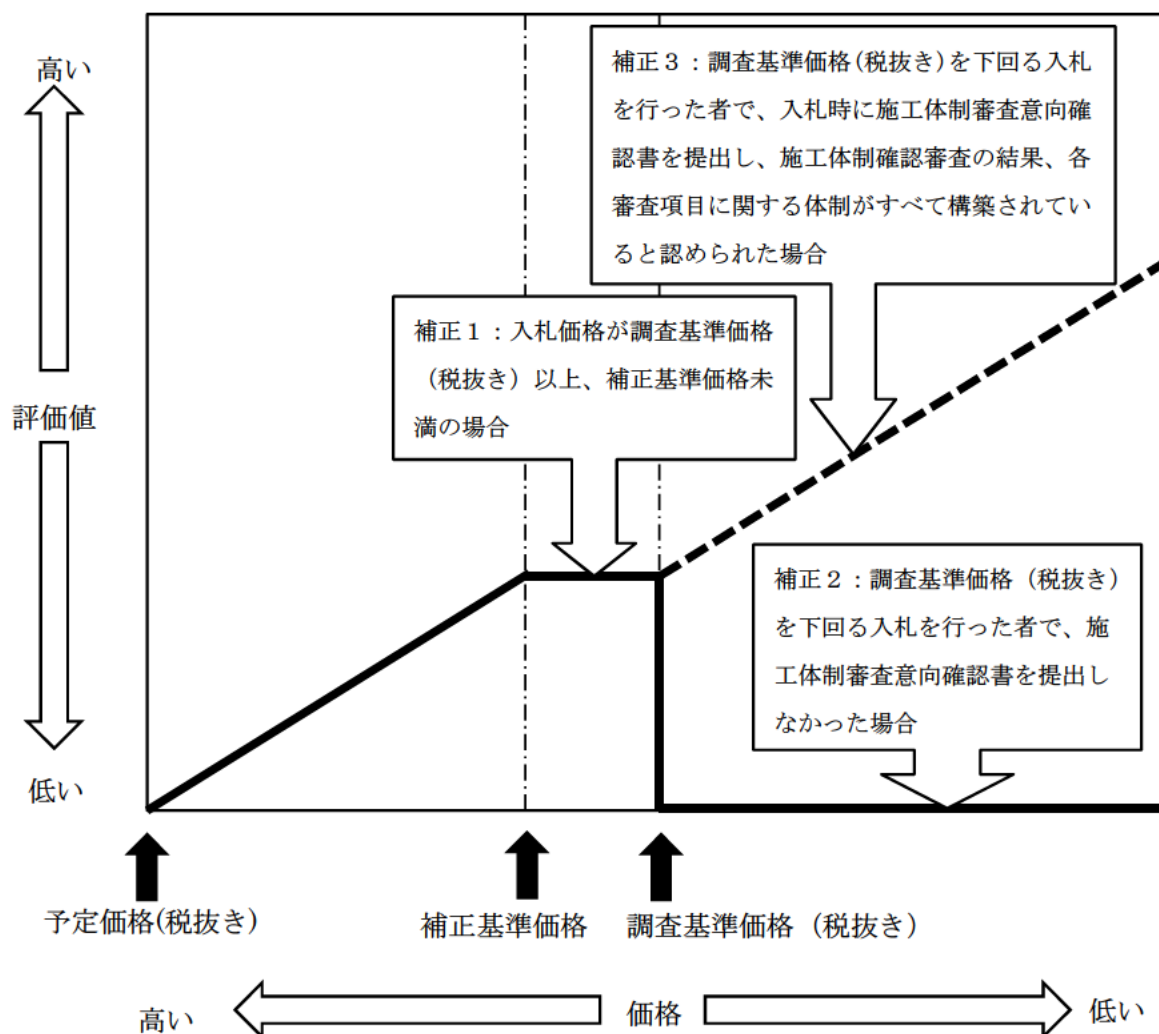 高い
評価値
低い
補正３：調査基準価格(税抜き)を下回る入札
を行った者で、入札時に施工体制審査意向確
認書を提出し、施工体制確認審査の結果、各
審査項目に関する体制がすべて構築されてい
ると認められた場合
補正１：入札価格が調査基準価格
（税抜き）以上、補正基準価格未
満の場合
補正２：調査基準価格（税抜き）
を下回る入札を行った者で、施
工体制審査意向確認書を提出し
なかった場合
予定価格(税抜き)
補正基準価格
調査基準価格（税抜き）
高い
価格
低い